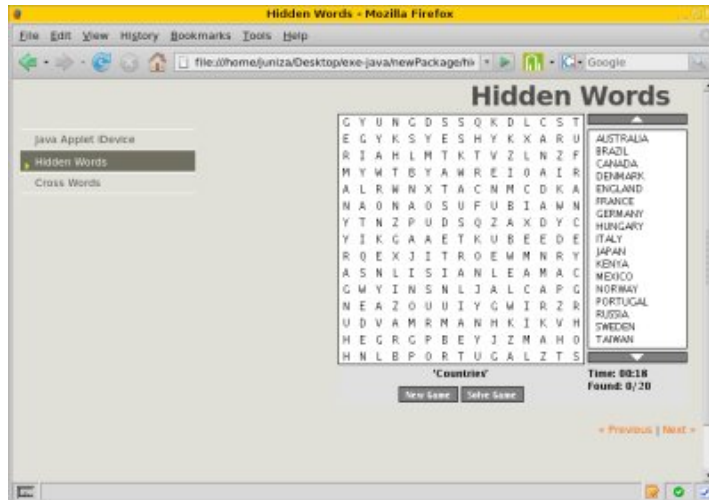 Hidden Words - Mozilla Firefox
File Edit View History Bookmarks Tools Help
file:///home/juniza/Desktop/exe-java/newPackage/hi
Google
Hidden Words
Java Applet iDevice
Hidden Words
Cross Words
G Y U N G D S S Q K D L C S T
E G Y K S Y E S H Y K X A R U
R I A H L M T K T V Z L N Z F
M Y W T B Y A W R E I O A I R
A L R W N X T A C N M C D K A
N A O N A O S U F U B I A W N
Y T N Z P U D S Q Z A X D Y C
Y I K G A A E T K U B E E D E
R Q E X J I T R O E W M N R Y
A S N L I S I A N L E A M A C
G W Y I N S N L J A L C A P G
N E A Z O U U I Y G W I R Z R
U D V A M R M A N H K I K V H
H E G R G P B E Y J Z M A H O
H N L B P O R T U G A L Z T S
AUSTRALIA
BRAZIL
CANADA
DENMARK
ENGLAND
FRANCE
GERMANY
HUNGARY
ITALY
JAPAN
KENYA
MEXICO
NORWAY
PORTUGAL
RUSSIA
SWEDEN
TAIWAN
'Countries'
New Game Solve Game
Time: 00:18
Found: 0/20
« Previous | Next »